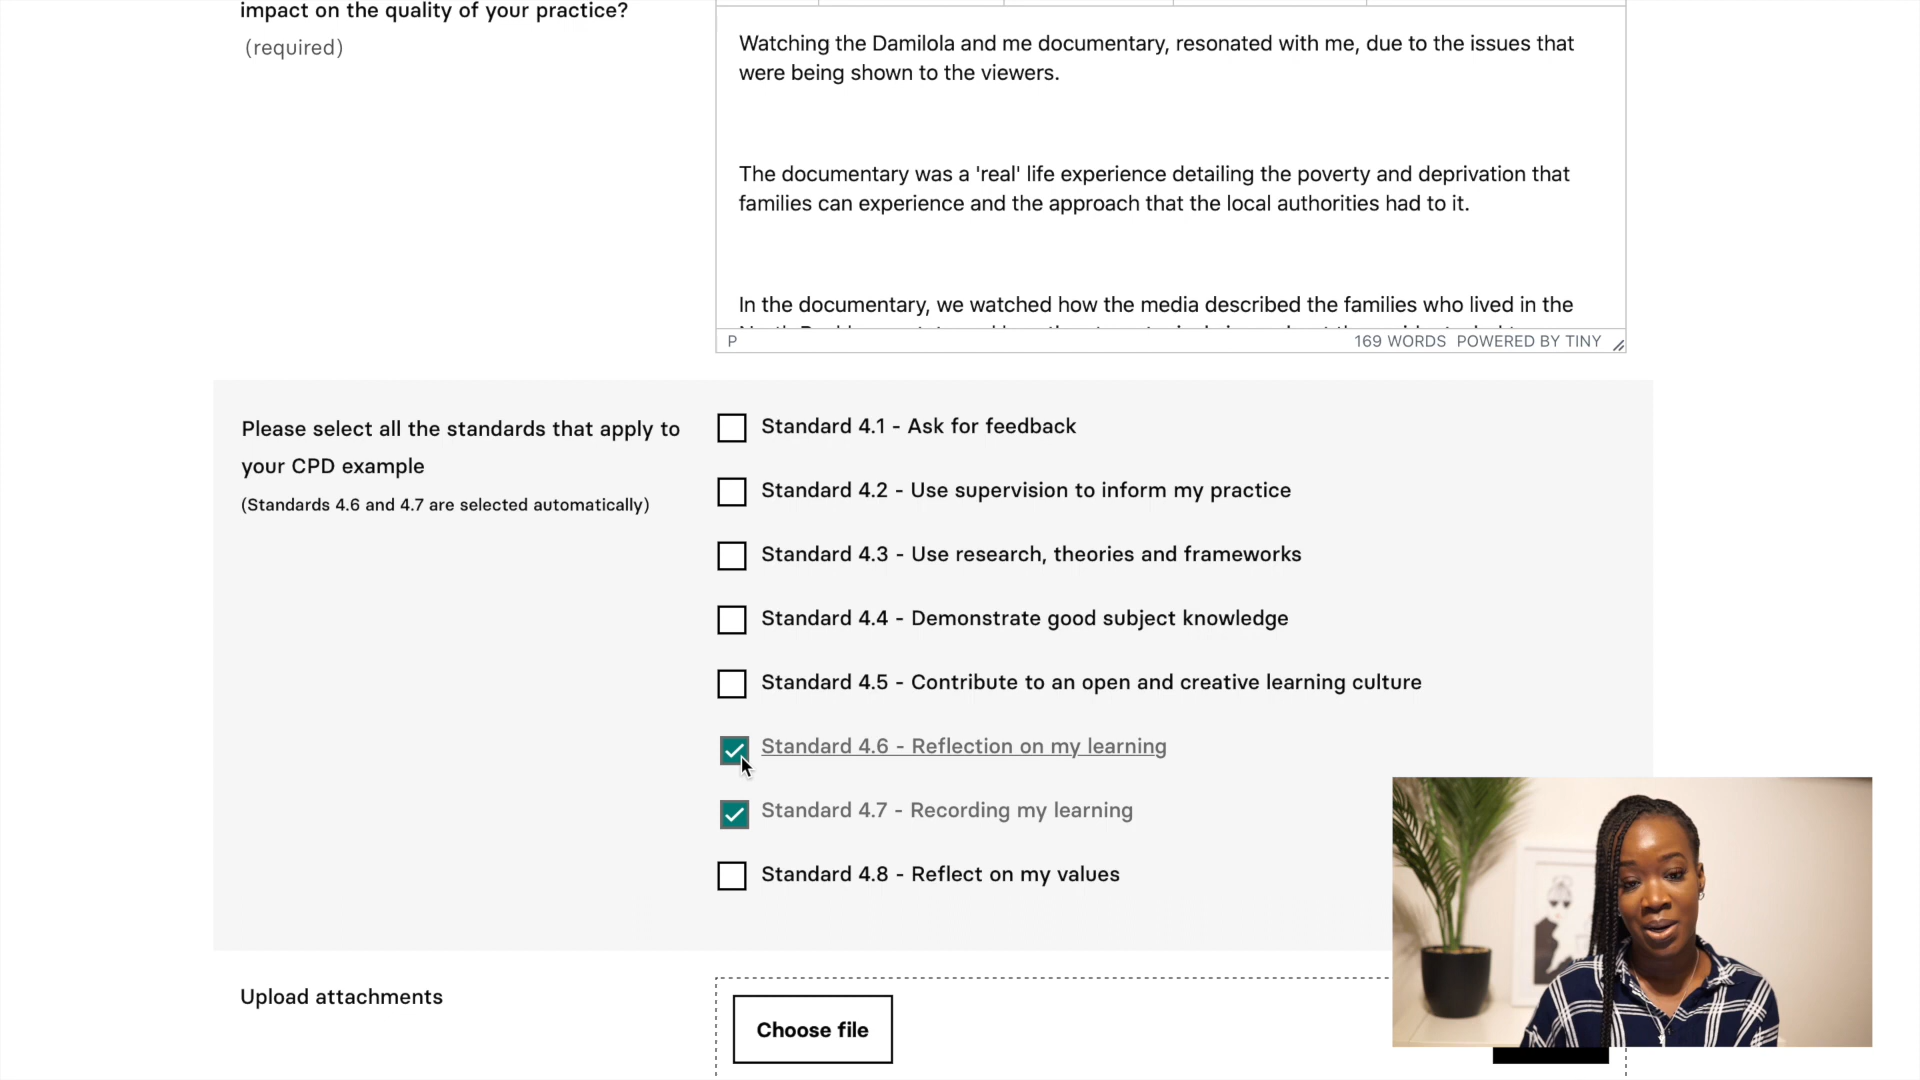 impact on the quality of your practice?
(required)
Watching the Damilola and me documentary, resonated with me, due to the issues that
were being shown to the viewers.
The documentary was a 'real' life experience detailing the poverty and deprivation that
families can experience and the approach that the local authorities had to it.
In the documentary, we watched how the media described the families who lived in the
P
169 WORDS POWERED BY TINY
Please select all the standards that apply to
your CPD example
(Standards 4.6 and 4.7 are selected automatically)
Standard 4.1 - Ask for feedback
Standard 4.2 - Use supervision to inform my practice
Standard 4.3 - Use research, theories and frameworks
Standard 4.4 - Demonstrate good subject knowledge
Standard 4.5 - Contribute to an open and creative learning culture
Standard 4.6 - Reflection on my learning
Standard 4.7 - Recording my learning
Standard 4.8 - Reflect on my values
Upload attachments
Choose file